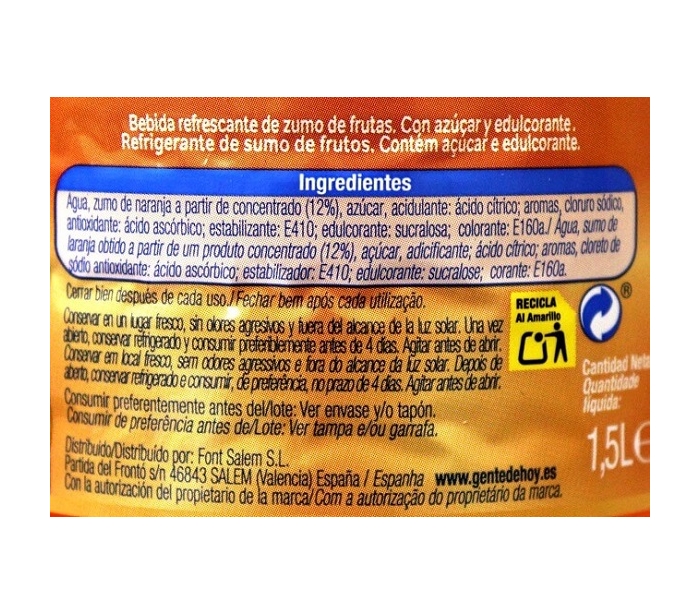 Bebida refrescante de zumo de frutas. Con azúçar y edulcorante.
Refrigerante de sumo de frutos. Contém açúcar e edulcorante.
Ingredientes
Agua, zumo de naranja a partir de concentrado (12%), azúcar, acidulante: ácido cítrico; aromas, cloruro sódico,
antioxidante: ácido ascórbico; estabilizante: E410; edulcorante: sucralosa; colorante: E160a./ Água, sumo de
laranja obtido a partir de um produto concentrado (12%), açúcar, adicificante; ácido cítrico; aromas, cloreto de
sódio antioxidante: ácido ascórbico; estabilizador: E410; edulcorante: sucralose; corante: E160a.
Cerrar bien después de cada uso./Fechar bem após cada utilização.
Conservar en un lugar fresco, sin olores agresivos y fuera del alcance de la luz solar. Una vez
abierto, conservar refrigerado y consumir preferiblemente antes de 4 días. Agitar antes de abrir.
Conservar em local fresco, sem odores agressivos e fora do alcance da luz solar. Depois de
aberto, conservar refrigerado e consumir, de preferência, no prazo de 4 dias. Agitar antes de abrir.
RECICLA
Al Amarillo
®
Consumir preferentemente antes del/lote: Ver envase y/o tapón.
Consumir de preferência antes de/Lote: Ver tampa e/ou garrafa.
Cantidad Neta
Quantidade
líquida:
1,5L℮
Distribuido/Distribuído por: Font Salem S.L.
Partida del Frontó s/n 46843 SALEM (Valencia) España / Espanha www.gentedehoy.es
Con la autorización del propietario de la marca/Com a autorização do proprietário da marca.